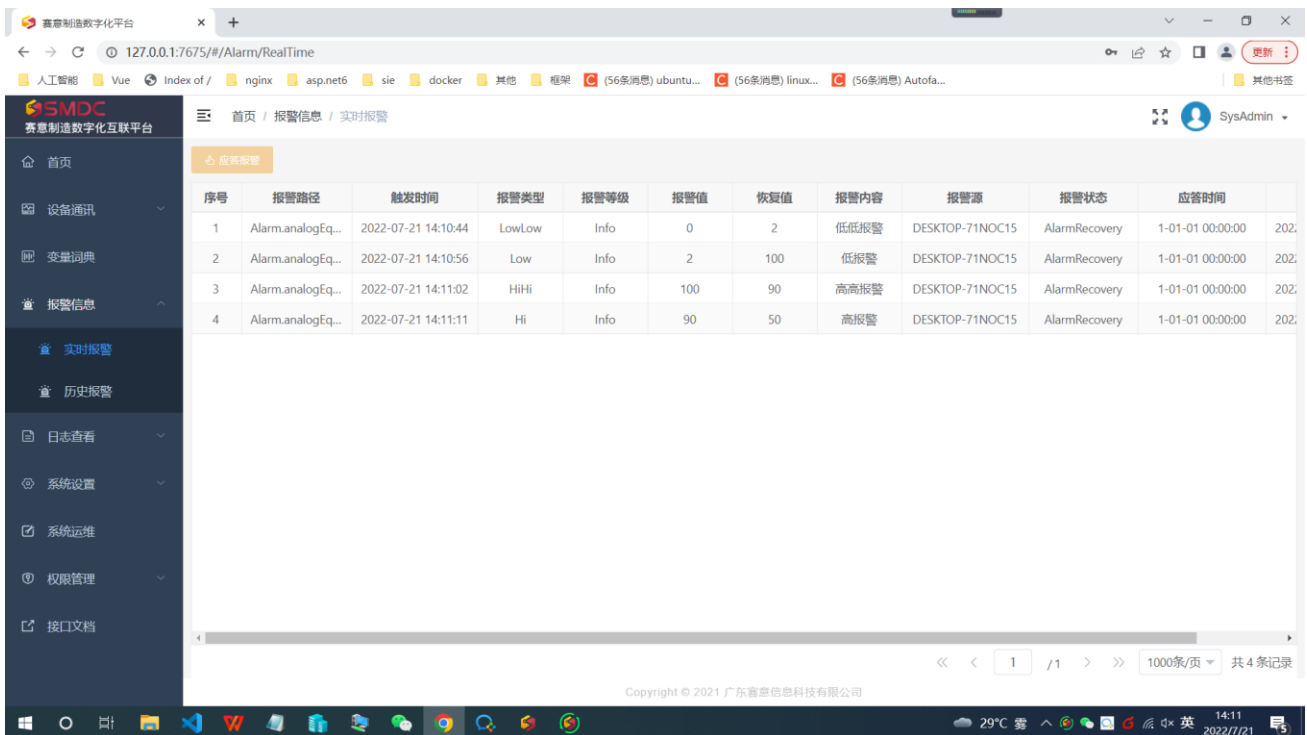 赛意制造数字化平台
127.0.0.1:7675/#/Alarm/RealTime
更新
人工智能 Vue Index of / nginx asp.net6 sie docker 其他 框架 (56条消息) ubuntu... (56条消息) linux... (56条消息) Autofa... 其他书签
SMDC
赛意制造数字化互联平台
首页 / 报警信息 / 实时报警
SysAdmin
首页
设备通讯
变量词典
报警信息
实时报警
历史报警
日志查看
系统设置
系统运维
权限管理
接口文档
应答报警
序号 报警路径 触发时间 报警类型 报警等级 报警值 恢复值 报警内容 报警源 报警状态 应答时间
1 Alarm.analogEq... 2022-07-21 14:10:44 LowLow Info 0 2 低低报警 DESKTOP-71NOC15 AlarmRecovery 1-01-01 00:00:00 202
2 Alarm.analogEq... 2022-07-21 14:10:56 Low Info 2 100 低报警 DESKTOP-71NOC15 AlarmRecovery 1-01-01 00:00:00 202
3 Alarm.analogEq... 2022-07-21 14:11:02 HiHi Info 100 90 高高报警 DESKTOP-71NOC15 AlarmRecovery 1-01-01 00:00:00 202
4 Alarm.analogEq... 2022-07-21 14:11:11 Hi Info 90 50 高报警 DESKTOP-71NOC15 AlarmRecovery 1-01-01 00:00:00 202
1 /1 1000条/页 共 4 条记录
Copyright © 2021 广东赛意信息科技有限公司
29°C 雾 英 14:11
2022/7/21